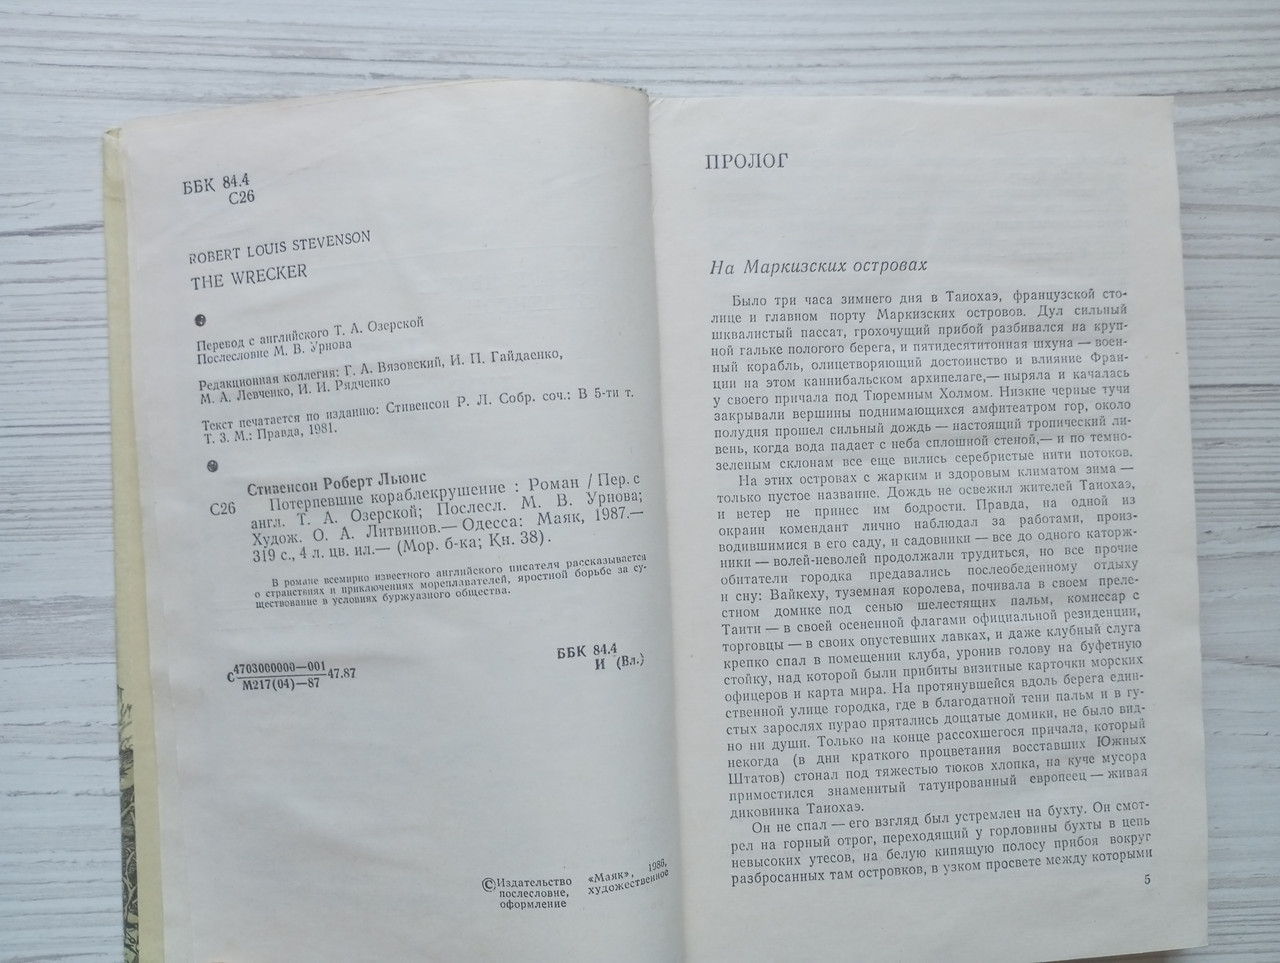 ББК 84.4
С26
ROBERT LOUIS STEVENSON
THE WRECKER
Перевод с английского Т. А. Озерской
Послесловие М. В. Урнова
Редакционная коллегия: Г. А. Вязовский, И. П. Гайдаенко,
М. А. Левченко, И. И. Рядченко
Текст печатается по изданию: Стивенсон Р. Л. Собр. соч.: В 5-ти т.
Т. 3. М.: Правда, 1981.
Стивенсон Роберт Льюис
С26 Потерпевшие кораблекрушение : Роман / Пер. с
англ. Т. А. Озерской; Послесл. М. В. Урнова;
Худож. О. А. Литвинов.— Одесса: Маяк, 1987.—
319 с., 4 л. цв. ил.— (Мор. б-ка; Кн. 38).
В романе всемирно известного английского писателя рассказывается
о странствиях и приключениях мореплавателей, яростной борьбе за су-
ществование в условиях буржуазного общества.
С 4703000000—001
М217(04)—87 47.87
ББК 84.4
И (Вл.)
© Издательство «Маяк», 1986,
послесловие, художественное
оформление
ПРОЛОГ
На Маркизских островах
Было три часа зимнего дня в Таиохаэ, французской сто-
лице и главном порту Маркизских островов. Дул сильный
шквалистый пассат, грохочущий прибой разбивался на круп-
ной гальке пологого берега, и пятидесятитонная шхуна — воен-
ный корабль, олицетворяющий достоинство и влияние Фран-
ции на этом каннибальском архипелаге,— ныряла и качалась
у своего причала под Тюремным Холмом. Низкие черные тучи
закрывали вершины поднимающихся амфитеатром гор, около
полудня прошел сильный дождь — настоящий тропический ли-
вень, когда вода падает с неба сплошной стеной,— и по темно-
зеленым склонам все еще вились серебристые нити потоков.
На этих островах с жарким и здоровым климатом зима —
только пустое название. Дождь не освежил жителей Таиохаэ,
и ветер не принес им бодрости. Правда, на одной из
окраин комендант лично наблюдал за работами, произ-
водившимися в его саду, и садовники — все до одного каторж-
ники — волей-неволей продолжали трудиться, но все прочие
обитатели городка предавались послеобеденному отдыху
и сну: Вайкеху, туземная королева, почивала в своем преле-
стном домике под сенью шелестящих пальм, комиссар с
Таити — в своей осененной флагами официальной резиденции,
торговцы — в своих опустевших лавках, и даже клубный слуга
крепко спал в помещении клуба, уронив голову на буфетную
стойку, над которой были прибиты визитные карточки морских
офицеров и карта мира. На протянувшейся вдоль берега един-
ственной улице городка, где в благодатной тени пальм и в гу-
стых зарослях пурао прятались дощатые домики, не было вид-
но ни души. Только на конце рассохшегося причала, который
некогда (в дни краткого процветания восставших Южных
Штатов) стонал под тяжестью тюков хлопка, на куче мусора
примостился знаменитый татуированный европеец — живая
диковинка Таиохаэ.
Он не спал — его взгляд был устремлен на бухту. Он смот-
рел на горный отрог, переходящий у горловины бухты в цепь
невысоких утесов, на белую кипящую полосу прибоя вокруг
разбросанных там островков, в узком просвете между которыми
5